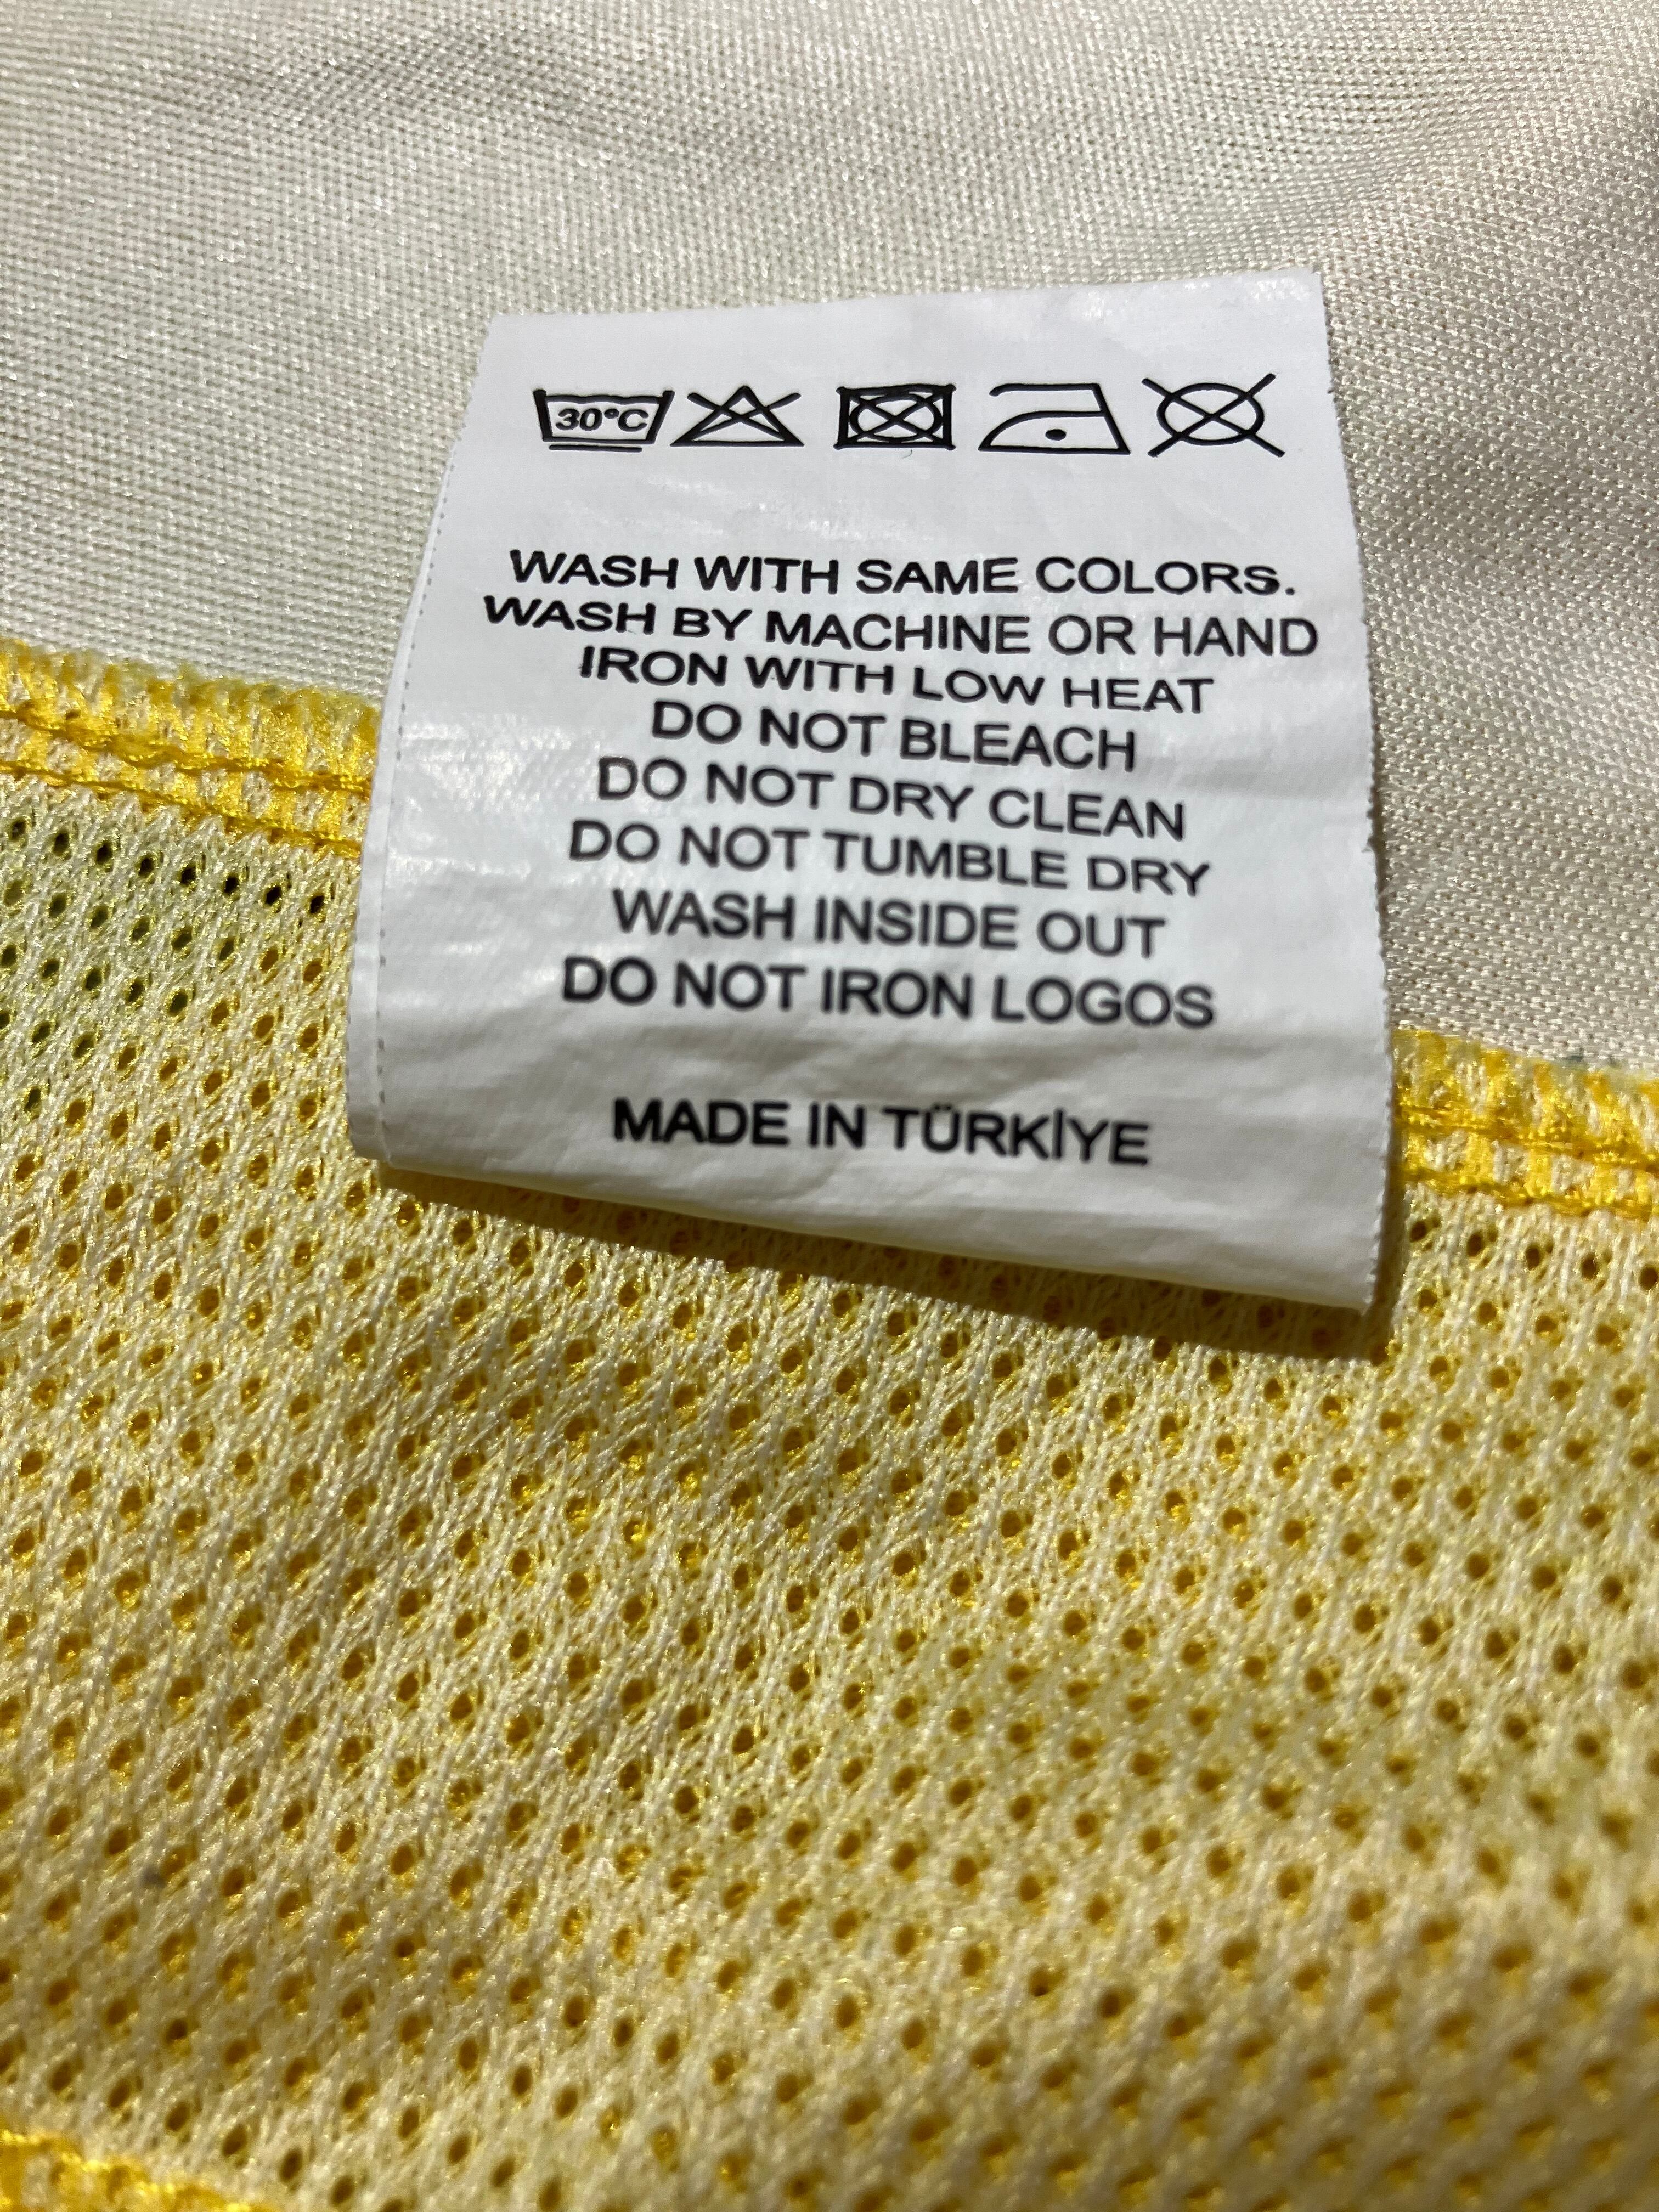 30°C
WASH WITH SAME COLORS.
WASH BY MACHINE OR HAND
IRON WITH LOW HEAT
DO NOT BLEACH
DO NOT DRY CLEAN
DO NOT TUMBLE DRY
WASH INSIDE OUT
DO NOT IRON LOGOS
MADE IN TÜRKİYE